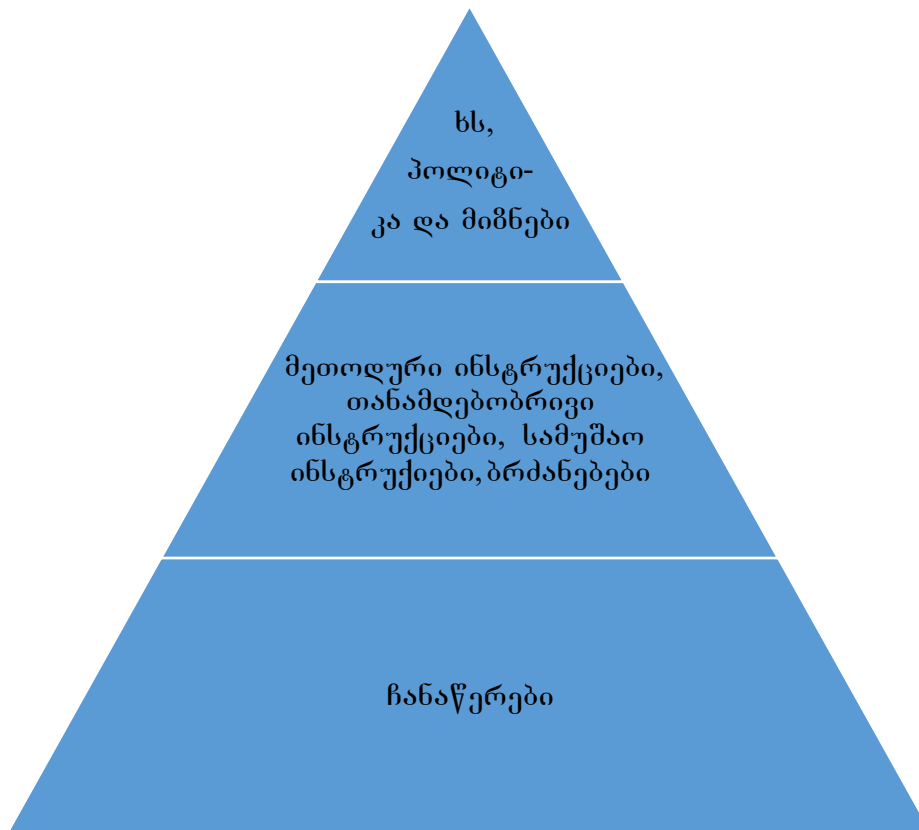 ხს,
პოლიტი-
კა და მიზნები
მეთოდური ინსტრუქციები,
თანამდებობრივი
ინსტრუქციები, სამუშაო
ინსტრუქიები, ბრძანებები
ჩანაწერები